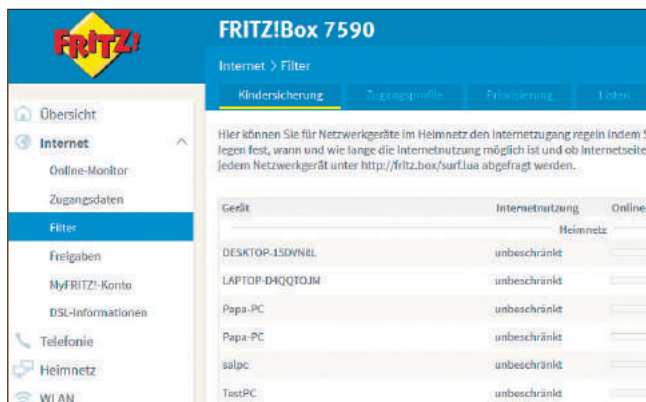 FRITZ!
FRITZ!Box 7590
Internet > Filter
Kindersicherung Zugangsprofile Priorisierung Listen
Übersicht
Internet
Online-Monitor
Zugangsdaten
Filter
Freigaben
MyFRITZ!-Konto
DSL-Informationen
Telefonie
Heimnetz
WLAN
Hier können Sie für Netzwerkgeräte im Heimnetz den Internetzugang regeln indem S
legen fest, wann und wie lange die Internetnutzung möglich ist und ob Internetseite
jedem Netzwerkgerät unter http://fritz.box/surf.lua abgefragt werden.
Gerät Internetnutzung Online
Heimnetz
DESKTOP-15DVN8L unbeschränkt
LAPTOP-D4QQTOJM unbeschränkt
Papa-PC unbeschränkt
Papa-PC unbeschränkt
salpc unbeschränkt
TestPC unbeschränkt